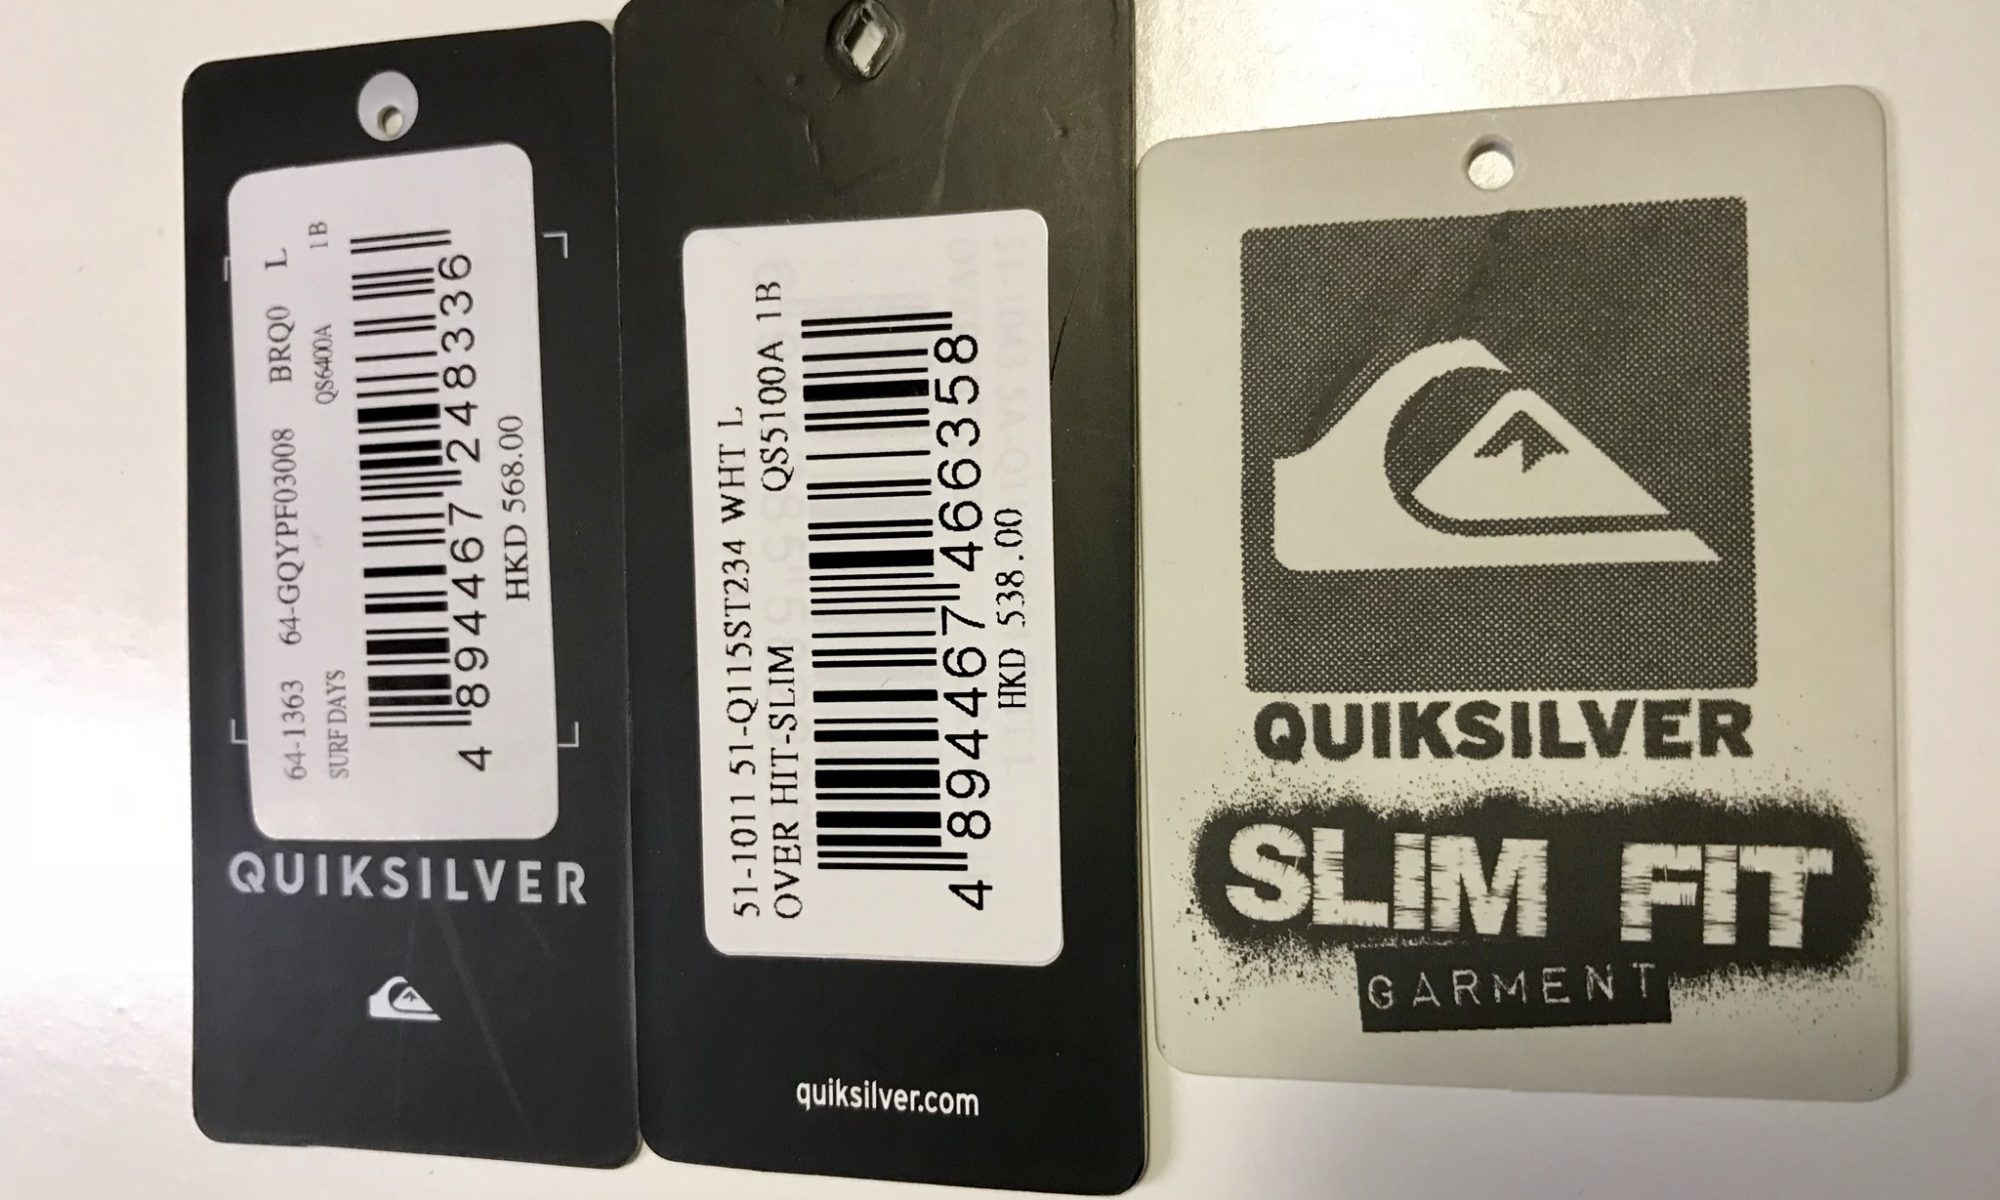 64-1363 64-GQYPF03008 BRQ0 L
SURF DAYS QS6400A 1B
4 894467 248336
HKD 568.00
QUIKSILVER
51-1011 51-Q115ST234 WHT L
OVER HIT-SLIM QS5100A 1B
4 894467 466358
HKD 538.00
quiksilver.com
QUIKSILVER
SLIM FIT
GARMENT